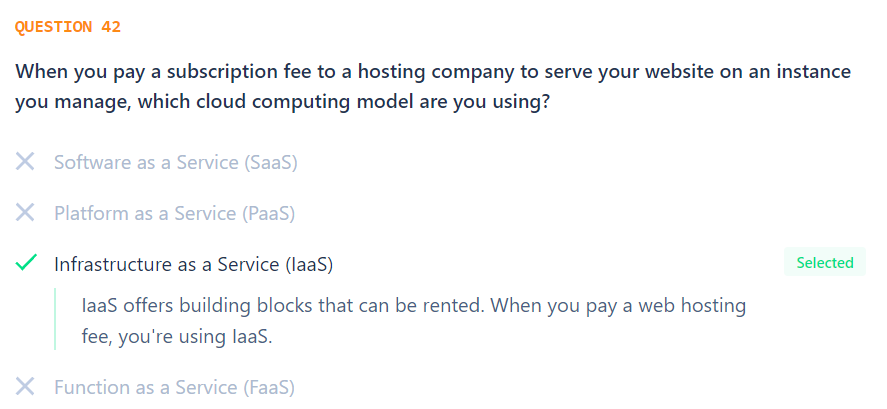 QUESTION 42
When you pay a subscription fee to a hosting company to serve your website on an instance
you manage, which cloud computing model are you using?
Software as a Service (SaaS)
Platform as a Service (PaaS)
Infrastructure as a Service (IaaS)
Selected
IaaS offers building blocks that can be rented. When you pay a web hosting
fee, you're using IaaS.
Function as a Service (FaaS)